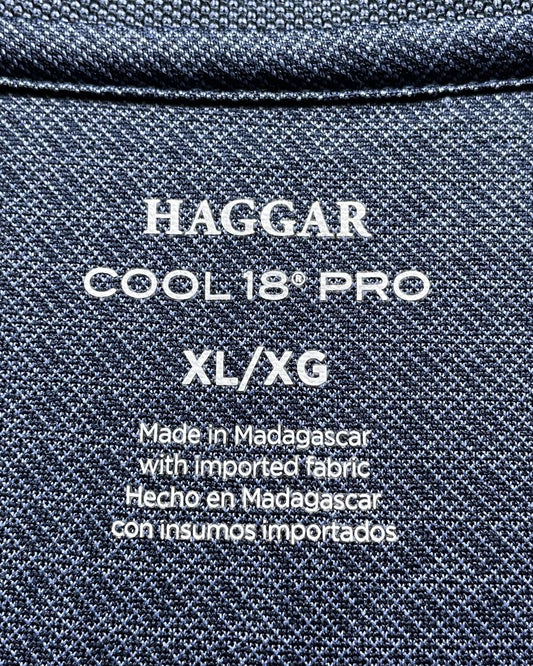 HAGGAR
COOL 18® PRO
XL/XG
Made in Madagascar
with imported fabric
Hecho en Madagascar
con insumos importados